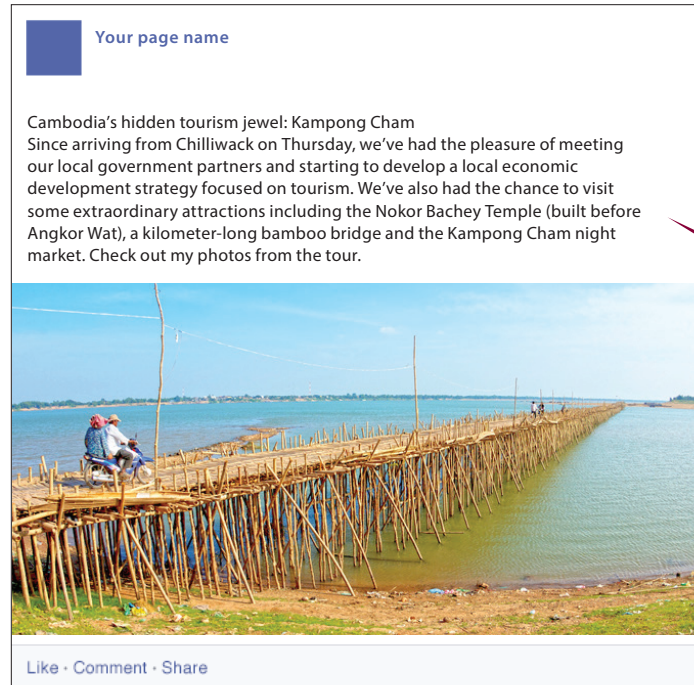 Your page name
Cambodia’s hidden tourism jewel: Kampong Cham
Since arriving from Chilliwack on Thursday, we’ve had the pleasure of meeting
our local government partners and starting to develop a local economic
development strategy focused on tourism. We’ve also had the chance to visit
some extraordinary attractions including the Nokor Bachey Temple (built before
Angkor Wat), a kilometer-long bamboo bridge and the Kampong Cham night
market. Check out my photos from the tour.
Like · Comment · Share